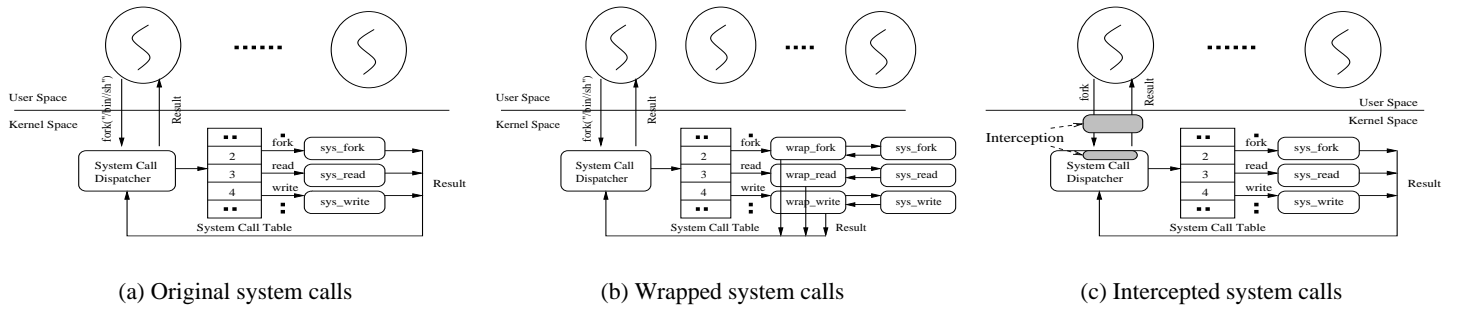 fork("/bin//sh")
Result
User Space
Kernel Space
System Call
Dispatcher
2
3
4
fork
read
write
sys_fork
sys_read
sys_write
Result
System Call Table
(a) Original system calls
fork("/bin//sh")
Result
User Space
Kernel Space
System Call
Dispatcher
2
3
4
fork
read
write
wrap_fork
wrap_read
wrap_write
sys_fork
sys_read
sys_write
System Call Table
Result
(b) Wrapped system calls
fork
Result
User Space
Kernel Space
Interception
System Call
Dispatcher
2
3
4
fork
read
write
sys_fork
sys_read
sys_write
Result
System Call Table
(c) Intercepted system calls